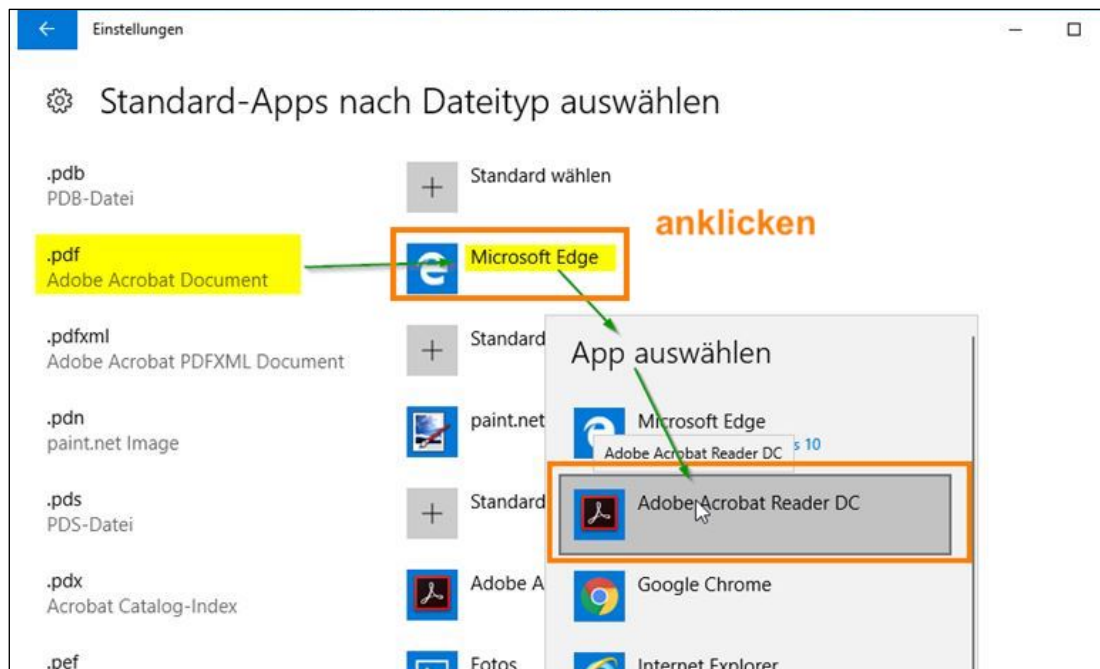 Einstellungen
Standard-Apps nach Dateityp auswählen
.pdb
PDB-Datei
Standard wählen
anklicken
.pdf
Adobe Acrobat Document
Microsoft Edge
.pdfxml
Adobe Acrobat PDFXML Document
Standard
App auswählen
.pdn
paint.net Image
paint.net
Microsoft Edge
s 10
Adobe Acrobat Reader DC
.pds
PDS-Datei
Standard
Adobe Acrobat Reader DC
.pdx
Acrobat Catalog-Index
Adobe A
Google Chrome
.pef
Fotos
Internet Explorer